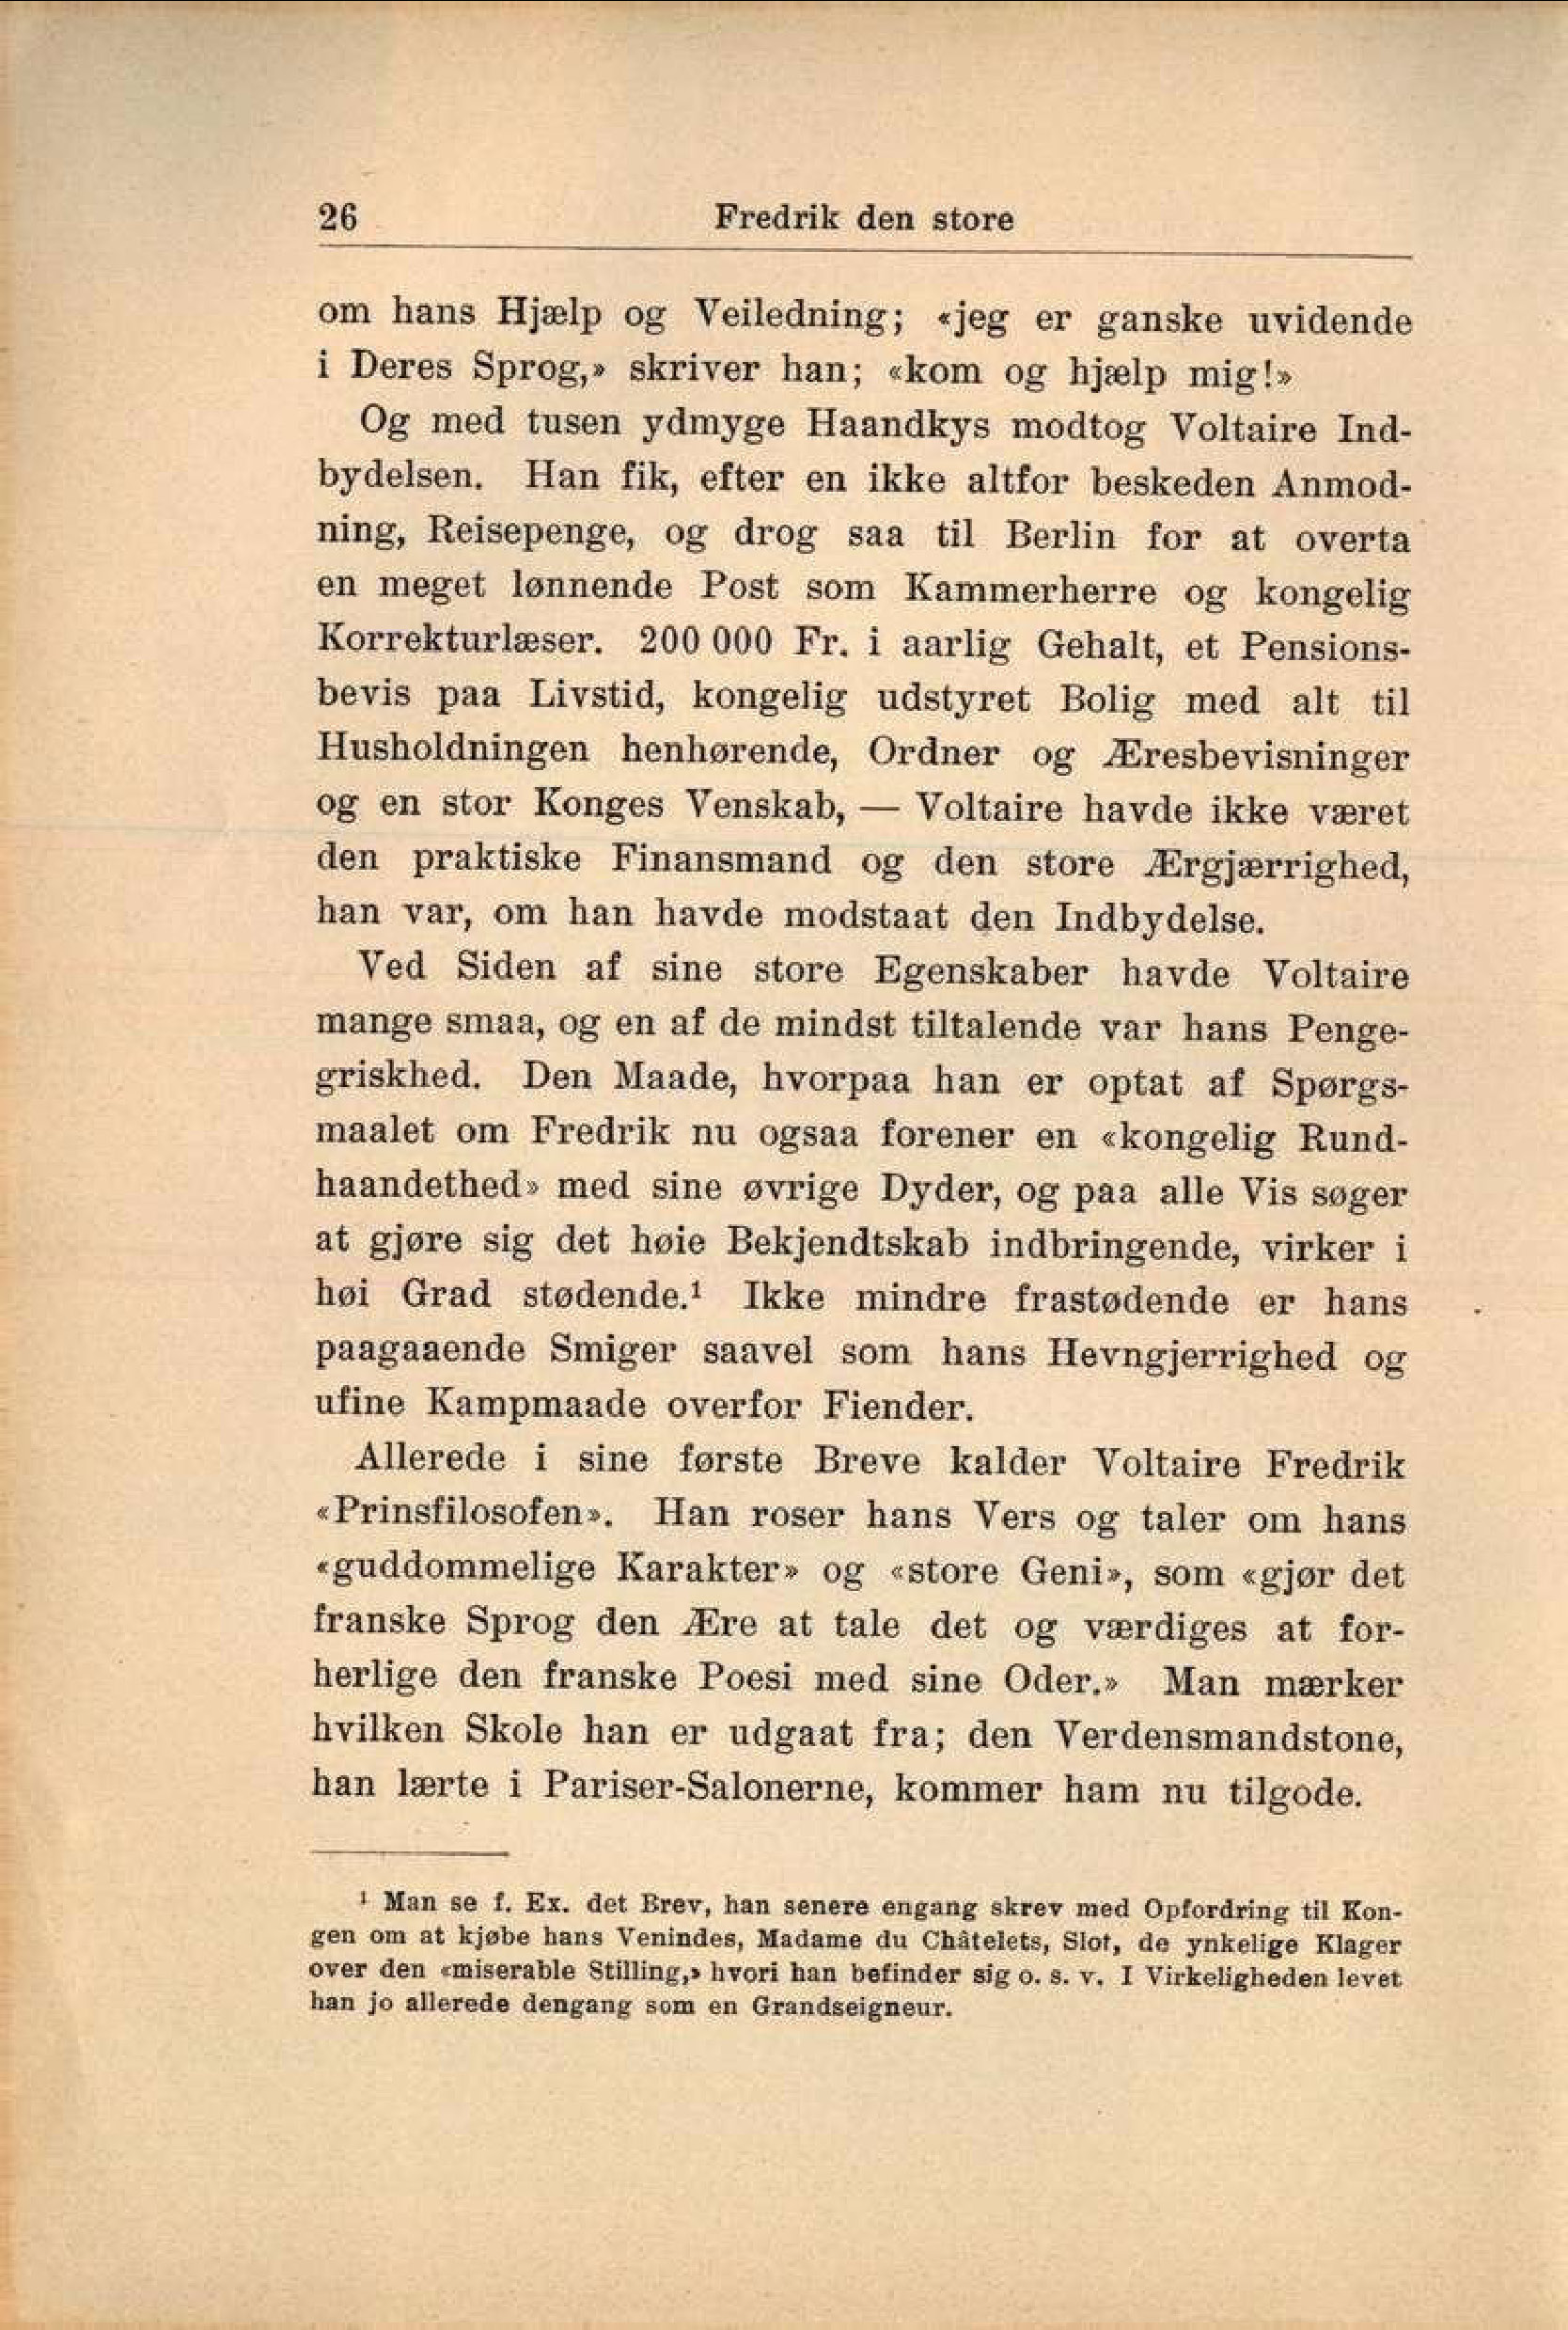 26
Fredrik den store
om hans Hjælp og Veiledning; «jeg er ganske uvidende
i Deres Sprog,» skriver han; «kom og hjælp mig!»
Og med tusen ydmyge Haandkys modtog Voltaire Ind-
bydelsen. Han fik, efter en ikke altfor beskeden Anmod-
ning, Reisepenge, og drog saa til Berlin for at overta
en meget lønnende Post som Kammerherre og kongelig
Korrekturlæser. 200 000 Fr. i aarlig Gehalt, et Pensions-
bevis paa Livstid, kongelig udstyret Bolig med alt til
Husholdningen henhørende, Ordner og Æresbevisninger
og en stor Konges Venskab, — Voltaire havde ikke været
den praktiske Finansmand og den store Ærgjærrighed,
han var, om han havde modstaat den Indbydelse.
Ved Siden af sine store Egenskaber havde Voltaire
mange smaa, og en af de mindst tiltalende var hans Penge-
griskhed. Den Maade, hvorpaa han er optat af Spørgs-
maalet om Fredrik nu ogsaa forener en «kongelig Rund-
haandethed» med sine øvrige Dyder, og paa alle Vis søger
at gjøre sig det høie Bekjendtskab indbringende, virker i
høi Grad stødende.¹ Ikke mindre frastødende er hans
paagaaende Smiger saavel som hans Hevngjerrighed og
ufine Kampmaade overfor Fiender.
Allerede i sine første Breve kalder Voltaire Fredrik
«Prinsfilosofen». Han roser hans Vers og taler om hans
«guddommelige Karakter» og «store Geni», som «gjør det
franske Sprog den Ære at tale det og værdiges at for-
herlige den franske Poesi med sine Oder.» Man mærker
hvilken Skole han er udgaat fra; den Verdensmandstone,
han lærte i Pariser-Salonerne, kommer ham nu tilgode.
¹ Man se f. Ex. det Brev, han senere engang skrev med Opfordring til Kon-
gen om at kjøbe hans Venindes, Madame du Châtelets, Slot, de ynkelige Klager
over den «miserable Stilling,» hvori han befinder sig o. s. v. I Virkeligheden levet
han jo allerede dengang som en Grandseigneur.